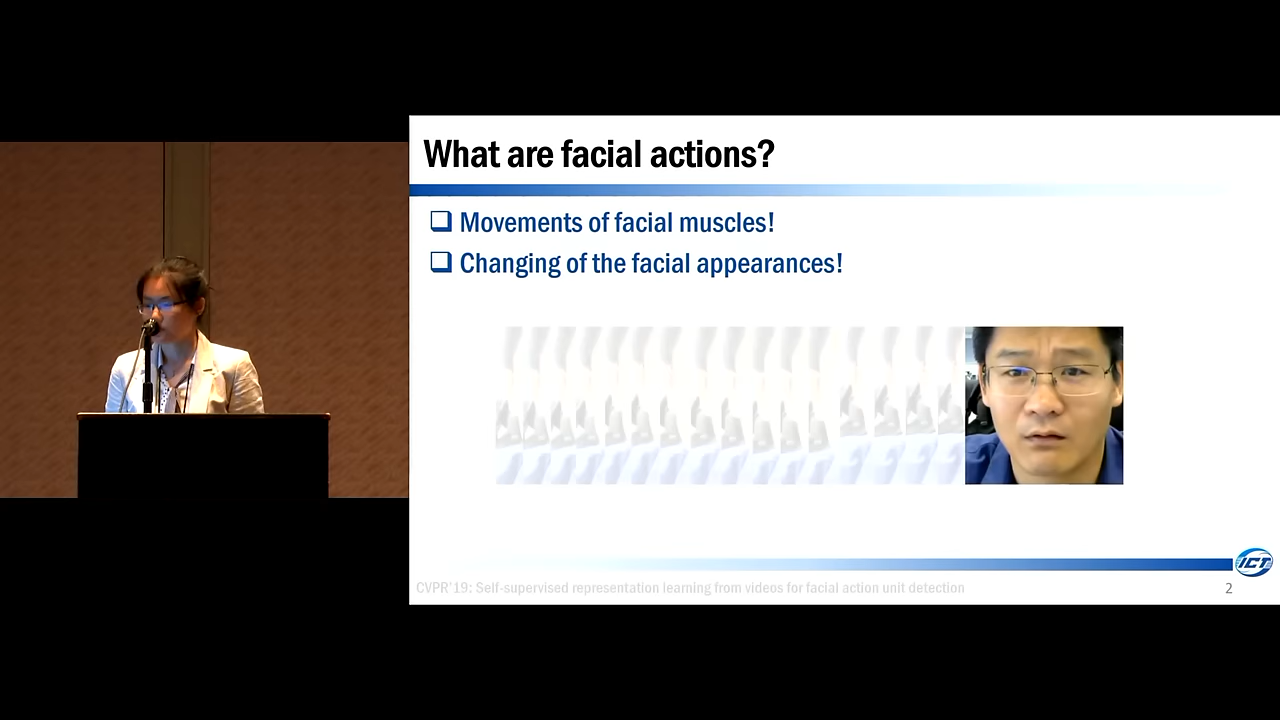 What are facial actions?
Movements of facial muscles!
Changing of the facial appearances!
ICT
CVPR'19: Self-supervised representation learning from videos for facial action unit detection
2